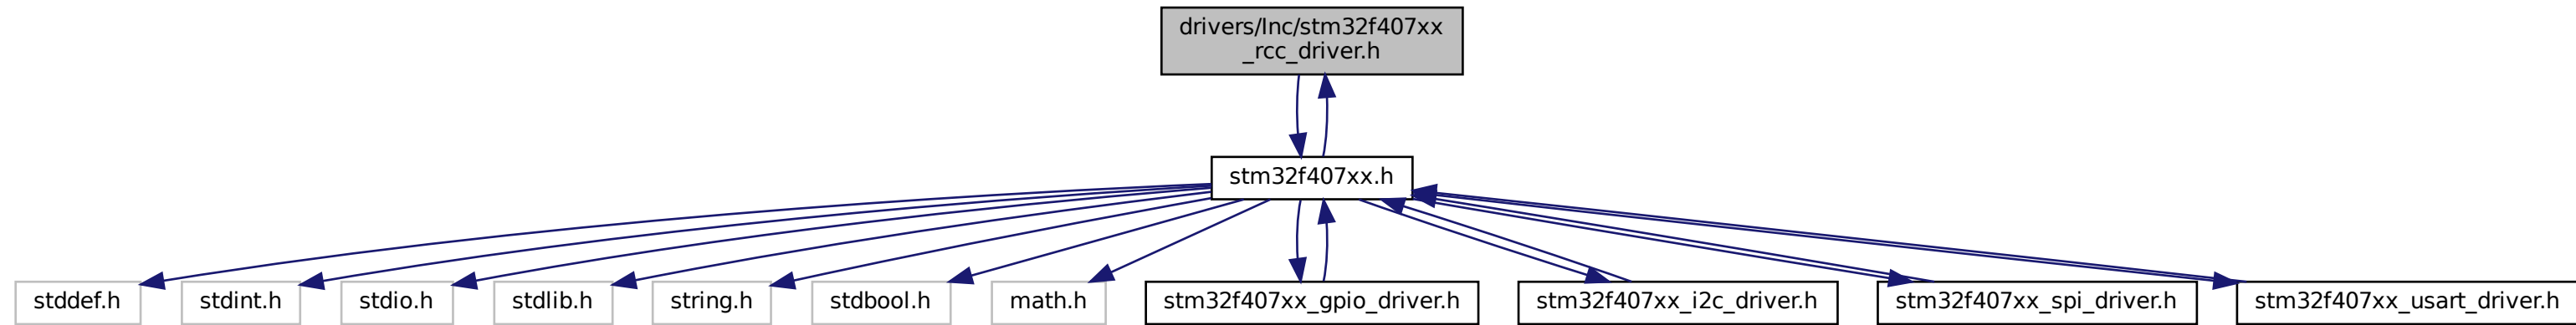 drivers/Inc/stm32f407xx
_rcc_driver.h
stm32f407xx.h
stddef.h
stdint.h
stdio.h
stdlib.h
string.h
stdbool.h
math.h
stm32f407xx_gpio_driver.h
stm32f407xx_i2c_driver.h
stm32f407xx_spi_driver.h
stm32f407xx_usart_driver.h